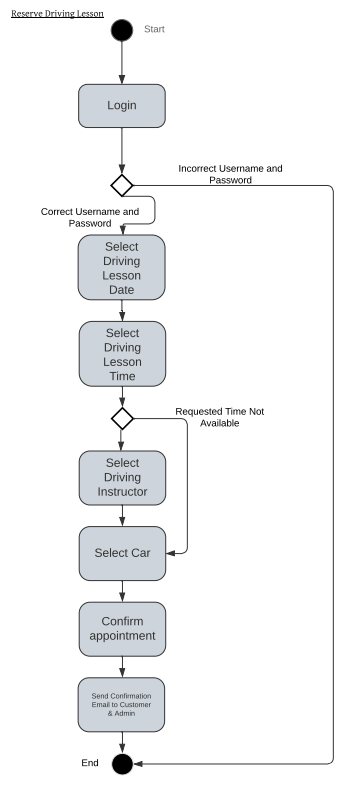 Reserve Driving Lesson
Start
Login
Incorrect Username and
Password
Correct Username and
Password
Select
Driving
Lesson
Date
Select
Driving
Lesson
Time
Requested Time Not
Available
Select
Driving
Instructor
Select Car
Confirm
appointment
Send Confirmation
Email to Customer
& Admin
End